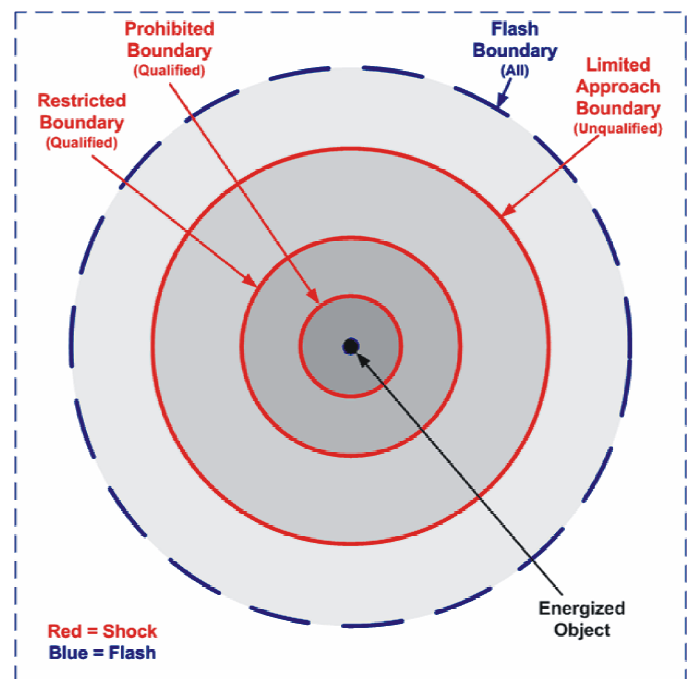 Prohibited
Boundary
(Qualified)
Flash
Boundary
(All)
Limited
Approach
Boundary
(Unqualified)
Restricted
Boundary
(Qualified)
Energized
Object
Red = Shock
Blue = Flash